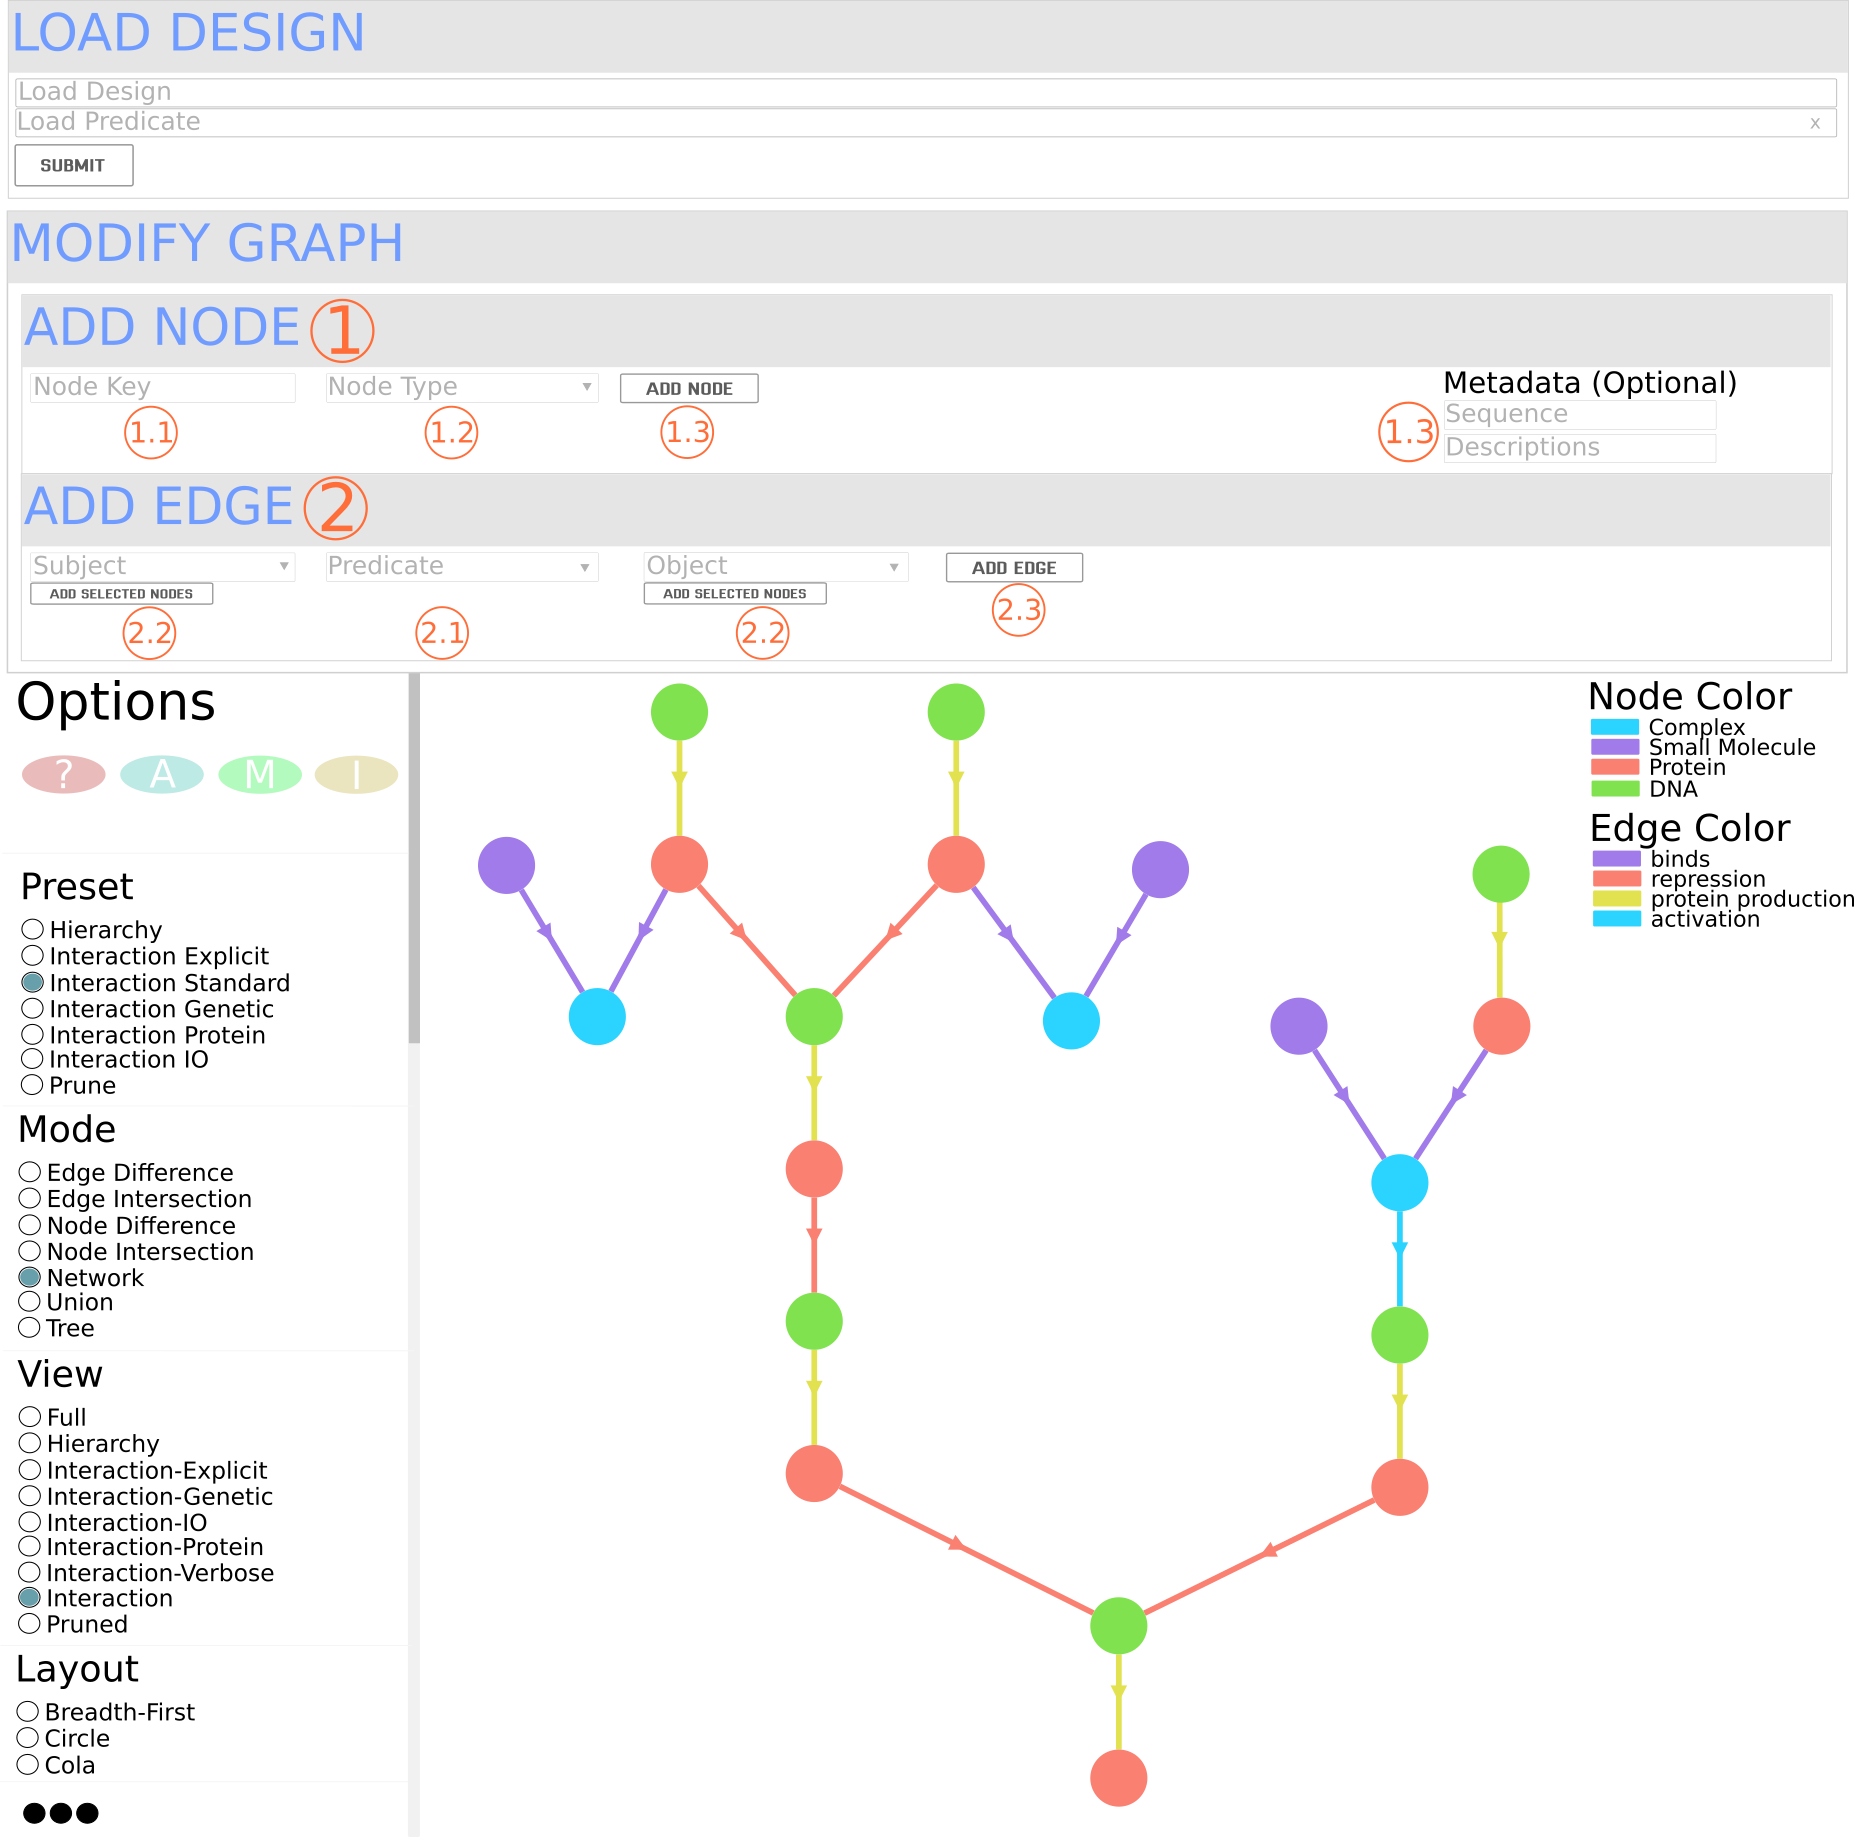 LOAD DESIGN
Load Design
Load Predicate x
SUBMIT
MODIFY GRAPH
ADD NODE 1
Node Key Node Type ADD NODE
1.1 1.2 1.3
Metadata (Optional)
1.3
Sequence
Descriptions
ADD EDGE 2
Subject Predicate Object ADD EDGE
ADD SELECTED NODES ADD SELECTED NODES
2.2 2.1 2.2 2.3
Options
? A M I
Preset
Hierarchy
Interaction Explicit
Interaction Standard
Interaction Genetic
Interaction Protein
Interaction IO
Prune
Mode
Edge Difference
Edge Intersection
Node Difference
Node Intersection
Network
Union
Tree
View
Full
Hierarchy
Interaction-Explicit
Interaction-Genetic
Interaction-IO
Interaction-Protein
Interaction-Verbose
Interaction
Pruned
Layout
Breadth-First
Circle
Cola
Node Color
Complex
Small Molecule
Protein
DNA
Edge Color
binds
repression
protein production
activation